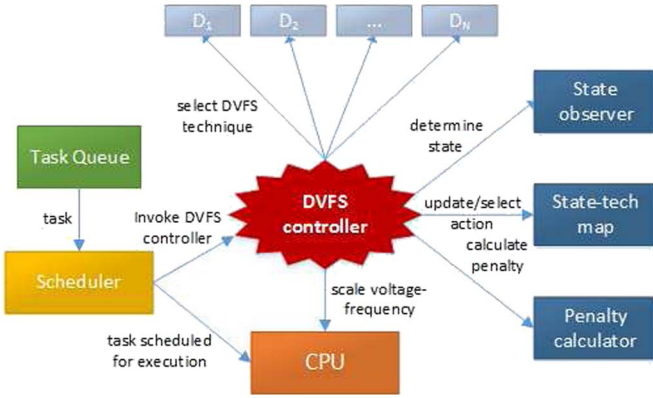 D1
D2
...
DN
select DVFS
technique
State
observer
determine
state
Task Queue
task
Invoke DVFS
controller
DVFS
controller
update/select
action
State-tech
map
calculate
penalty
Scheduler
scale voltage-
frequency
task scheduled
for execution
CPU
Penalty
calculator